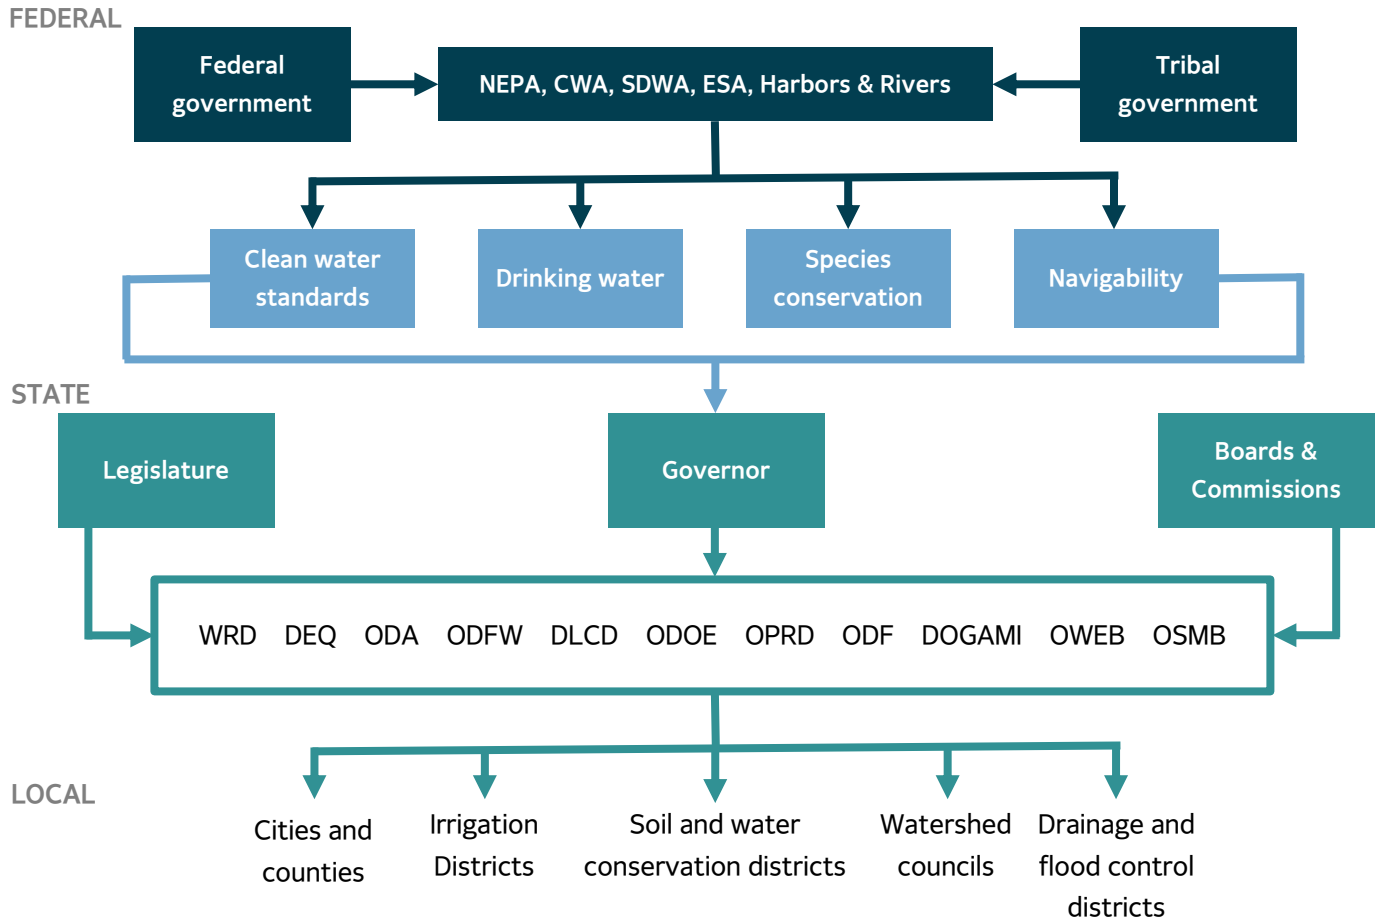 FEDERAL
Federal
government
NEPA, CWA, SDWA, ESA, Harbors & Rivers
Tribal
government
Clean water
standards
Drinking water
Species
conservation
Navigability
STATE
Legislature
Governor
Boards &
Commissions
WRD DEQ ODA ODFW DLCD ODOE OPRD ODF DOGAMI OWEB OSMB
LOCAL
Cities and
counties
Irrigation
Districts
Soil and water
conservation districts
Watershed
councils
Drainage and
flood control
districts